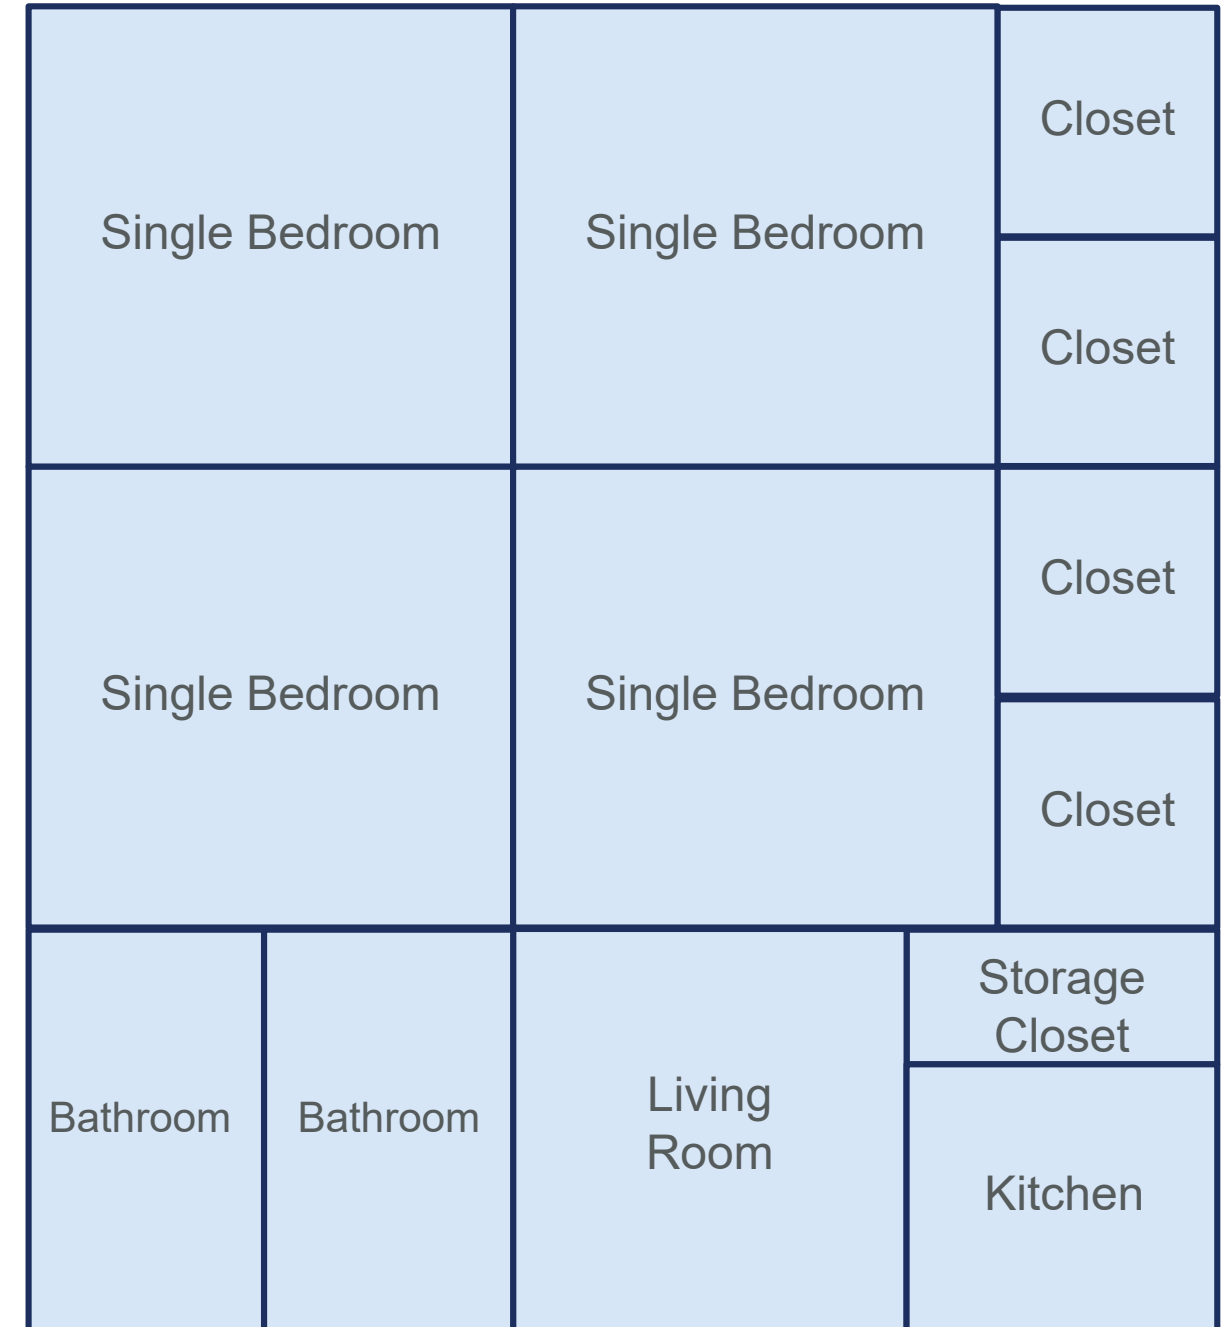 Single Bedroom
Single Bedroom
Closet
Closet
Single Bedroom
Single Bedroom
Closet
Closet
Bathroom
Bathroom
Living
Room
Storage
Closet
Kitchen